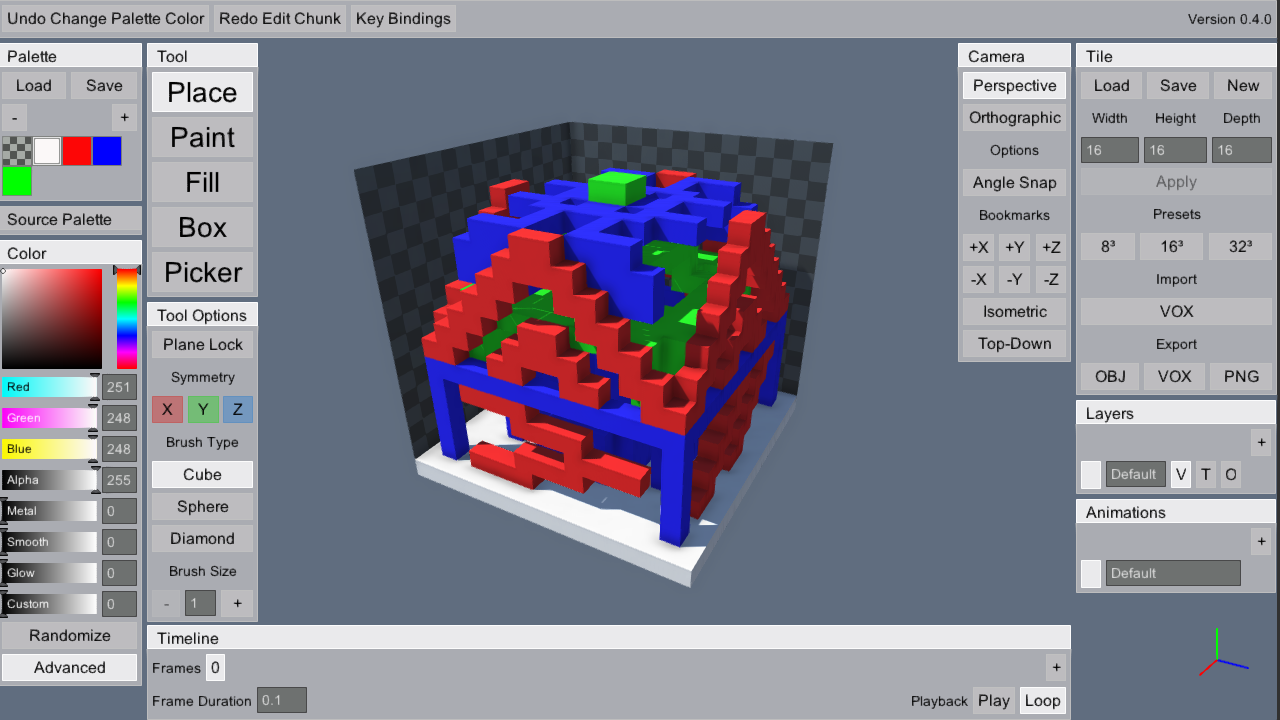 Undo Change Palette Color Redo Edit Chunk Key Bindings Version 0.4.0
Palette
Load Save
- +
Source Palette
Color
Red 251
Green 248
Blue 248
Alpha 255
Metal 0
Smooth 0
Glow 0
Custom 0
Randomize
Advanced
Tool
Place
Paint
Fill
Box
Picker
Tool Options
Plane Lock
Symmetry
X Y Z
Brush Type
Cube
Sphere
Diamond
Brush Size
- 1 +
Camera
Perspective
Orthographic
Options
Angle Snap
Bookmarks
+X +Y +Z
-X -Y -Z
Isometric
Top-Down
Tile
Load Save New
Width Height Depth
16 16 16
Apply
Presets
8³ 16³ 32³
Import
VOX
Export
OBJ VOX PNG
Layers
+
Default V T O
Animations
+
Default
Timeline
Frames 0 +
Frame Duration 0.1 Playback Play Loop